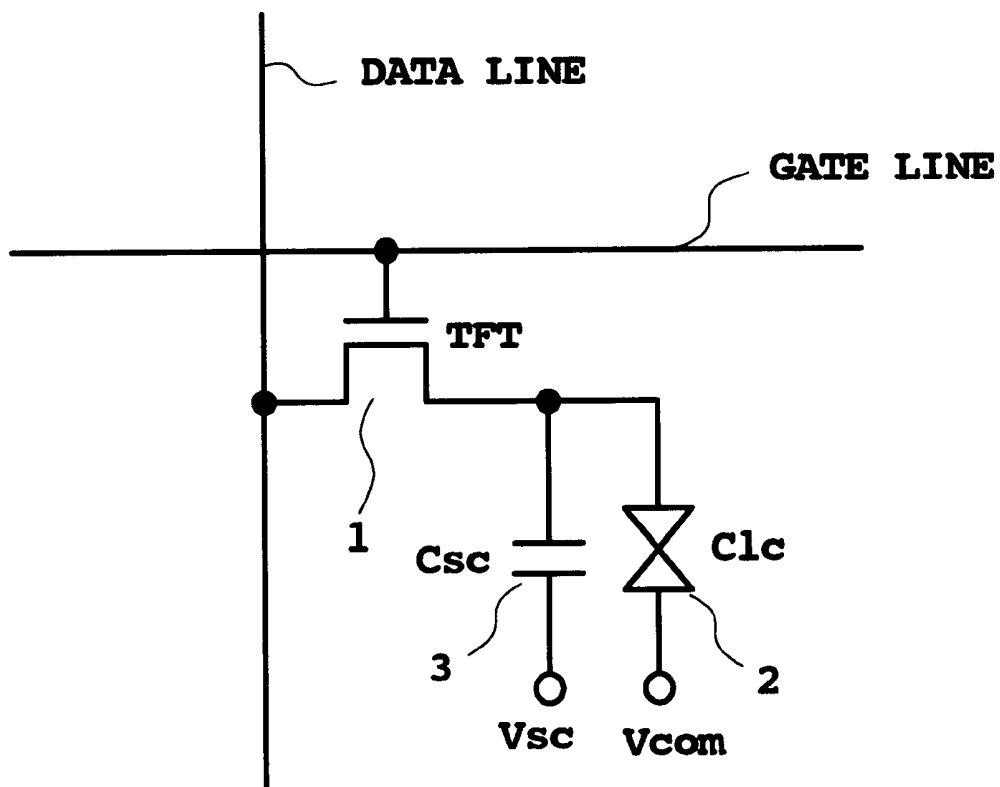 DATA LINE
GATE LINE
TFT
1
Csc
Clc
3
2
Vsc
Vcom